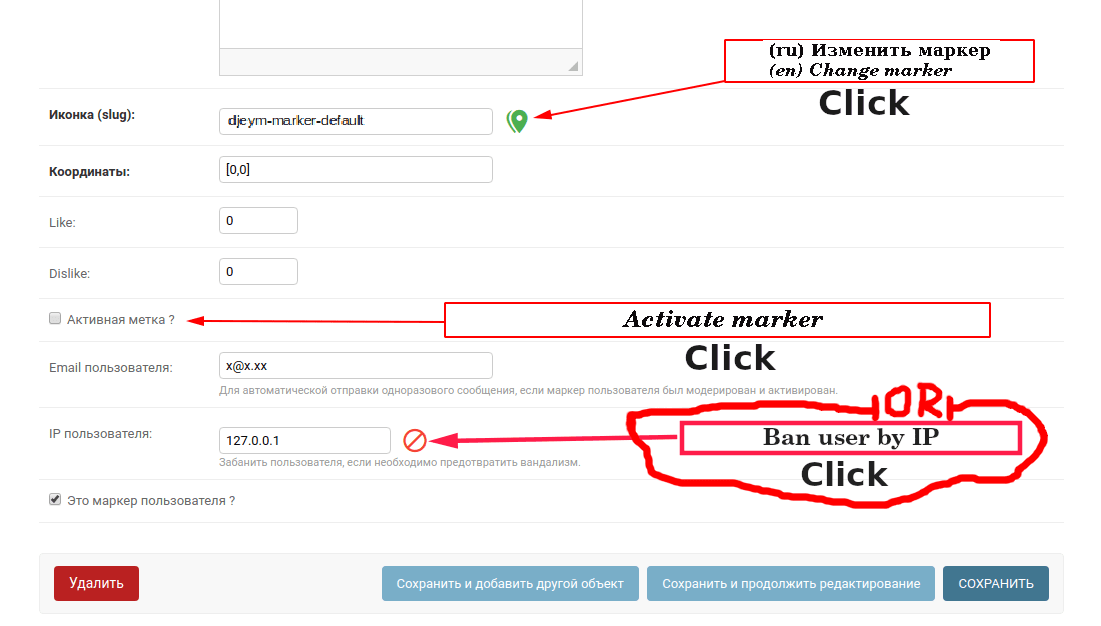 (ru) Изменить маркер
(en) Change marker
Click
Иконка (slug):
djeym-marker-default
Координаты:
[0,0]
Like:
0
Dislike:
0
Активная метка ?
Activate marker
Click
Email пользователя:
x@x.xx
Для автоматической отправки одноразового сообщения, если маркер пользователя был модерирован и активирован.
OR
IP пользователя:
127.0.0.1
Ban user by IP
Забанить пользователя, если необходимо предотвратить вандализм.
Click
Это маркер пользователя ?
Удалить
Сохранить и добавить другой объект
Сохранить и продолжить редактирование
СОХРАНИТЬ